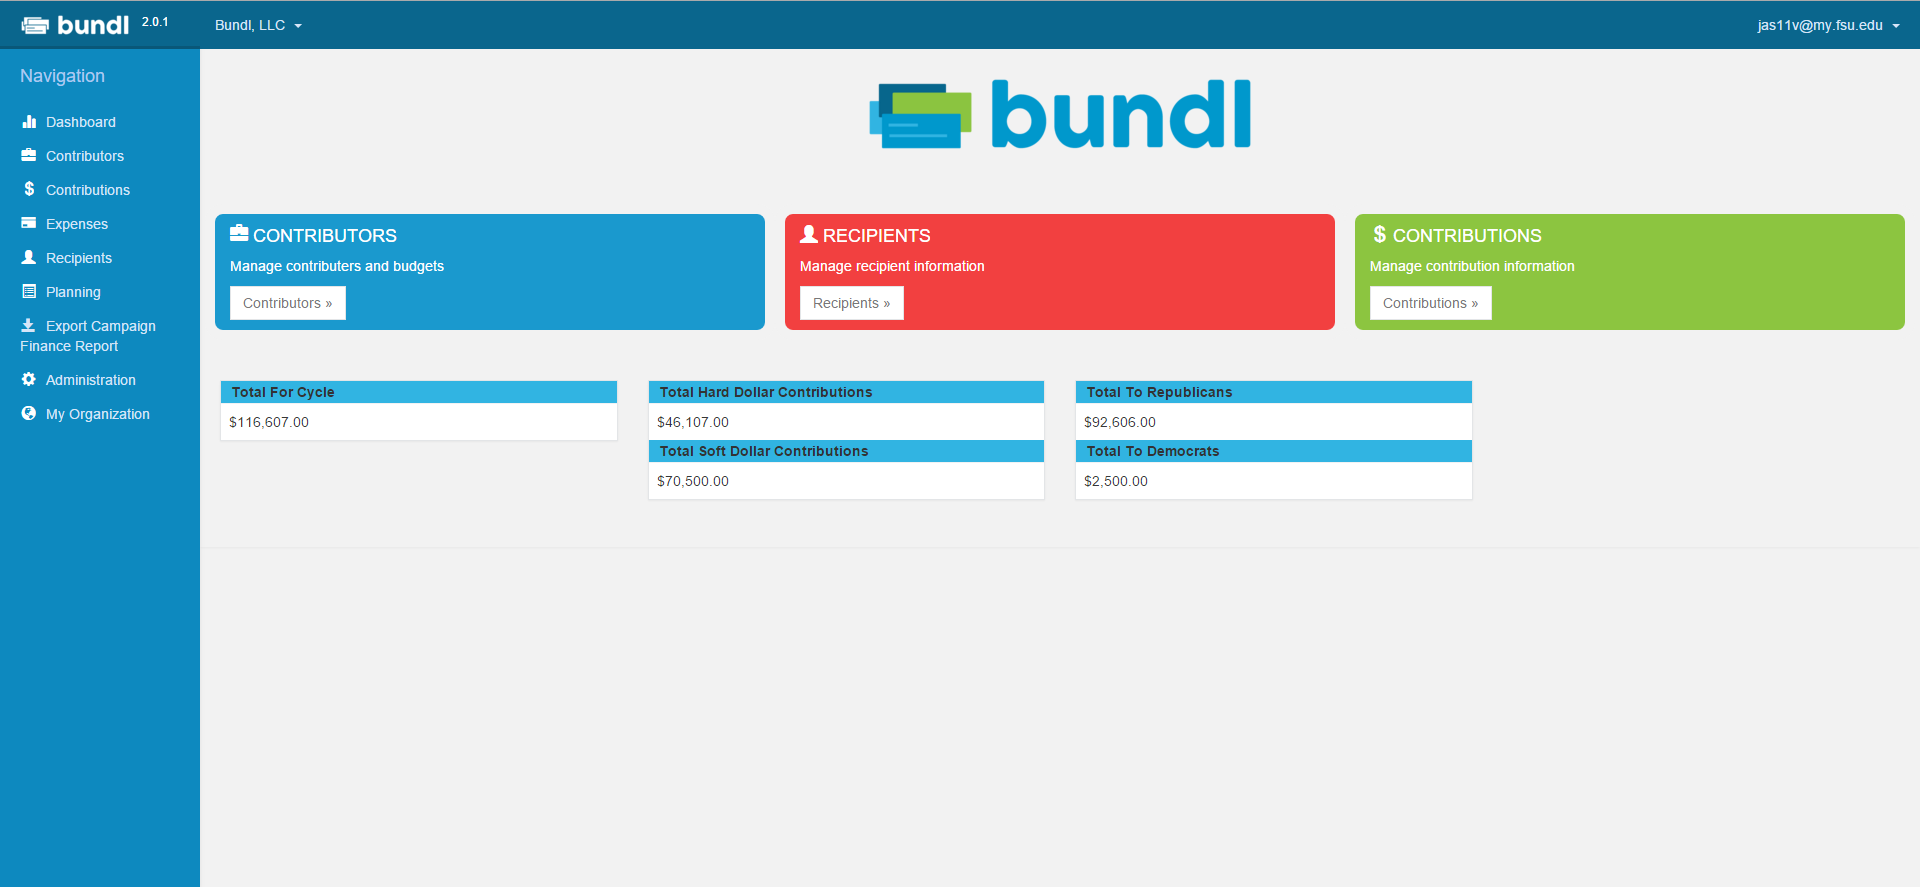 bundl 2.0.1
Bundl, LLC
jas11v@my.fsu.edu
Navigation
Dashboard
Contributors
Contributions
Expenses
Recipients
Planning
Export Campaign
Finance Report
Administration
My Organization
bundl
CONTRIBUTORS
Manage contributers and budgets
Contributors »
RECIPIENTS
Manage recipient information
Recipients »
$ CONTRIBUTIONS
Manage contribution information
Contributions »
Total For Cycle
$116,607.00
Total Hard Dollar Contributions
$46,107.00
Total Soft Dollar Contributions
$70,500.00
Total To Republicans
$92,606.00
Total To Democrats
$2,500.00